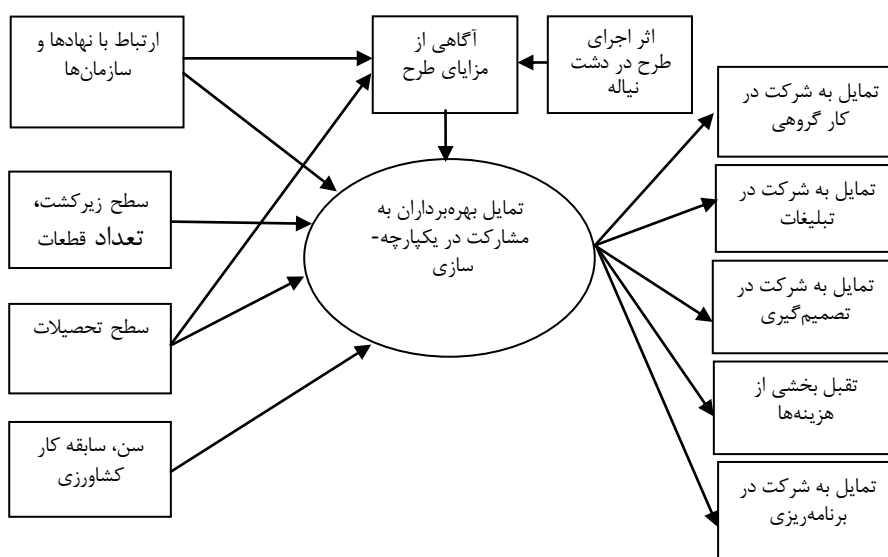 ارتباط با نهادها و
سازمان‌ها
آگاهی از
مزایای طرح
اثر اجرای
طرح در دشت
نیاله
تمایل به شرکت در
کار گروهی
سطح زیرکشت،
تعداد قطعات
تمایل بهره‌برداران به
مشارکت در یکپارچه-
سازی
تمایل به شرکت در
تبلیغات
تمایل به شرکت در
تصمیم‌گیری
سطح تحصیلات
تقبل بخشی از
هزینه‌ها
سن، سابقه کار
کشاورزی
تمایل به شرکت در
برنامه‌ریزی